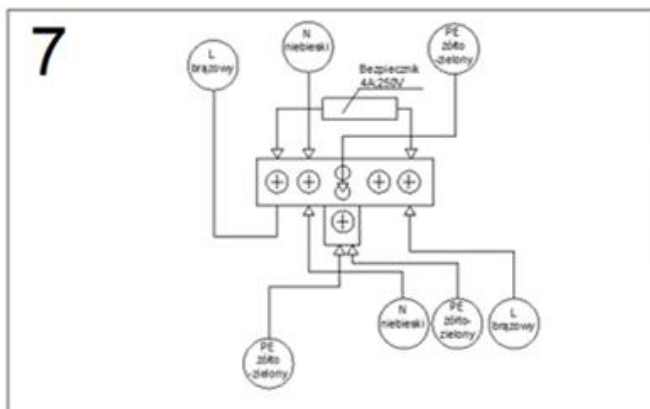 7
L
brązowy
N
niebieski
PE
żółto
-zielony
Bezpiecznik
4A;250V
N
niebieski
PE
żółto-
zielony
L
brązowy
PE
żółto
-zielony